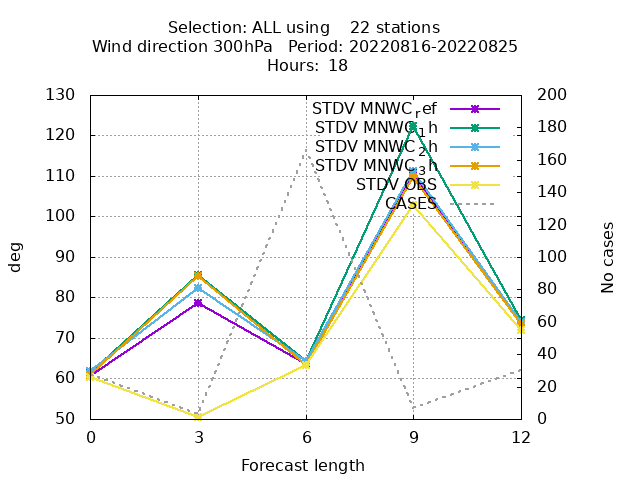 Selection: ALL using    22 stations
Wind direction 300hPa   Period: 20220816-20220825
Hours:  18
130 200
120 180
110 160
100 140
90 120
80 100
70 80
60 60
50 40
20
0
STDV MNWC_ref
STDV MNWC_1h
STDV MNWC_2h
STDV MNWC_3h
STDV OBS
CASES
deg
No cases
0 3 6 9 12
Forecast length